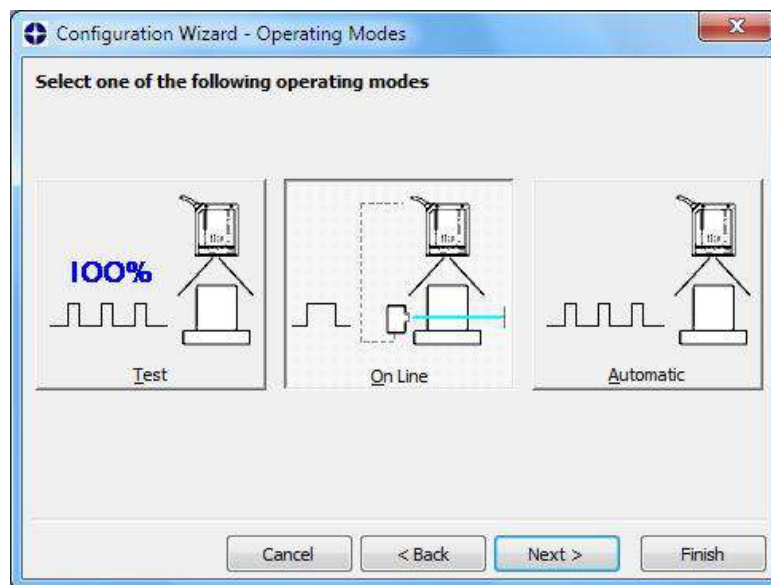 Configuration Wizard - Operating Modes
X
Select one of the following operating modes
100%
Test
On Line
Automatic
Cancel
< Back
Next >
Finish